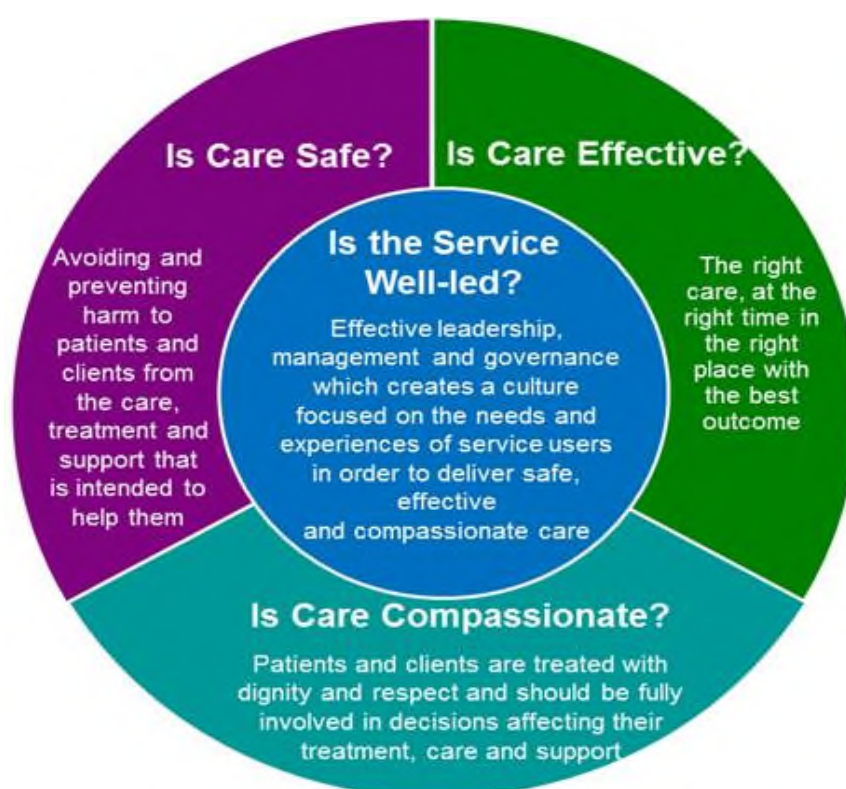 Is Care Safe?
Avoiding and
preventing
harm to
patients and
clients from
the care,
treatment and
support that
is intended to
help them
Is Care Effective?
The right
care, at the
right time in
the right
place with
the best
outcome
Is the Service
Well-led?
Effective leadership,
management and governance
which creates a culture
focused on the needs and
experiences of service users
in order to deliver safe,
effective
and compassionate care
Is Care Compassionate?
Patients and clients are treated with
dignity and respect and should be fully
involved in decisions affecting their
treatment, care and support